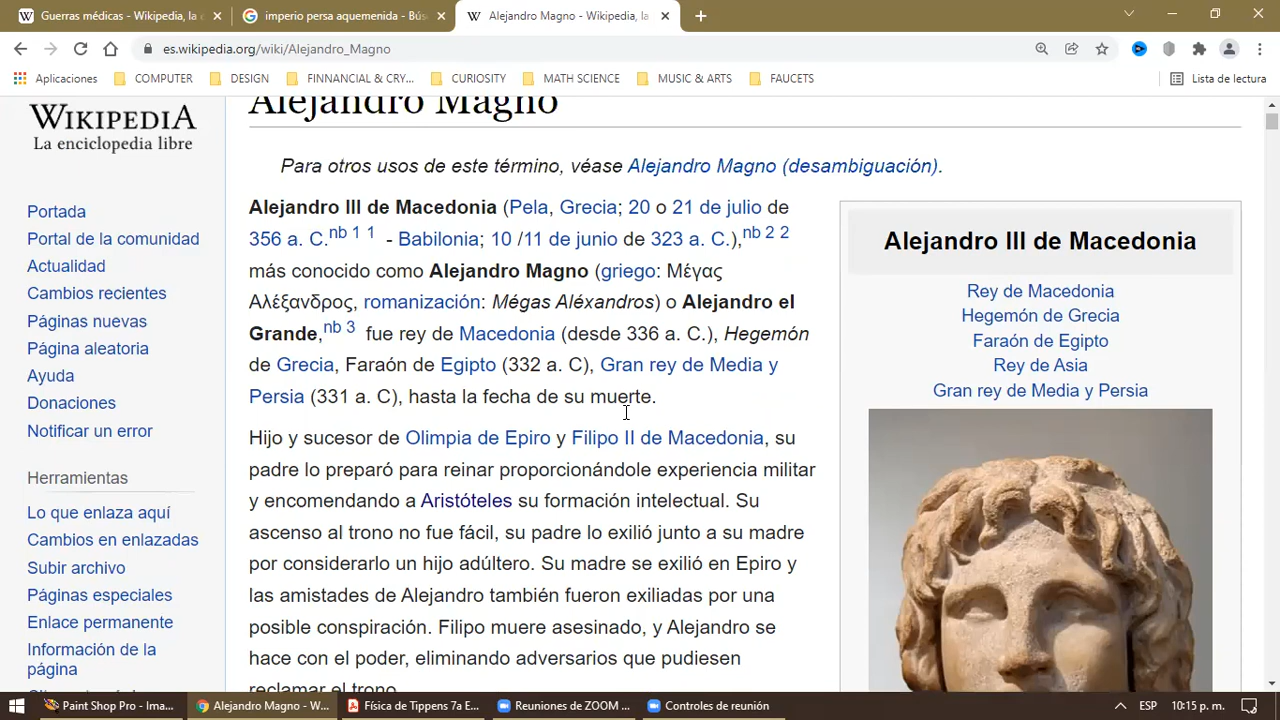 Guerras médicas - Wikipedia, la e
imperio persa aquemenida - Bús
Alejandro Magno - Wikipedia, la
es.wikipedia.org/wiki/Alejandro_Magno
Aplicaciones
COMPUTER
DESIGN
FINNANCIAL & CRY...
CURIOSITY
MATH SCIENCE
MUSIC & ARTS
FAUCETS
Lista de lectura
WIKIPEDIA
La enciclopedia libre
Portada
Portal de la comunidad
Actualidad
Cambios recientes
Páginas nuevas
Página aleatoria
Ayuda
Donaciones
Notificar un error
Herramientas
Lo que enlaza aquí
Cambios en enlazadas
Subir archivo
Páginas especiales
Enlace permanente
Información de la
página
Alejandro Magno
Para otros usos de este término, véase Alejandro Magno (desambiguación).
Alejandro III de Macedonia (Pela, Grecia; 20 o 21 de julio de
356 a. C.nb 1 1 - Babilonia; 10 /11 de junio de 323 a. C.),nb 2 2
más conocido como Alejandro Magno (griego: Μέγας
Αλέξανδρος, romanización: Mégas Aléxandros) o Alejandro el
Grande,nb 3 fue rey de Macedonia (desde 336 a. C.), Hegemón
de Grecia, Faraón de Egipto (332 a. C), Gran rey de Media y
Persia (331 a. C), hasta la fecha de su muerte.
Hijo y sucesor de Olimpia de Epiro y Filipo II de Macedonia, su
padre lo preparó para reinar proporcionándole experiencia militar
y encomendando a Aristóteles su formación intelectual. Su
ascenso al trono no fue fácil, su padre lo exilió junto a su madre
por considerarlo un hijo adúltero. Su madre se exilió en Epiro y
las amistades de Alejandro también fueron exiliadas por una
posible conspiración. Filipo muere asesinado, y Alejandro se
hace con el poder, eliminando adversarios que pudiesen
reclamar el trono.
Alejandro III de Macedonia
Rey de Macedonia
Hegemón de Grecia
Faraón de Egipto
Rey de Asia
Gran rey de Media y Persia
Paint Shop Pro - Ima...
Alejandro Magno - W...
Física de Tippens 7a E...
Reuniones de ZOOM ...
Controles de reunión
ESP
10:15 p. m.